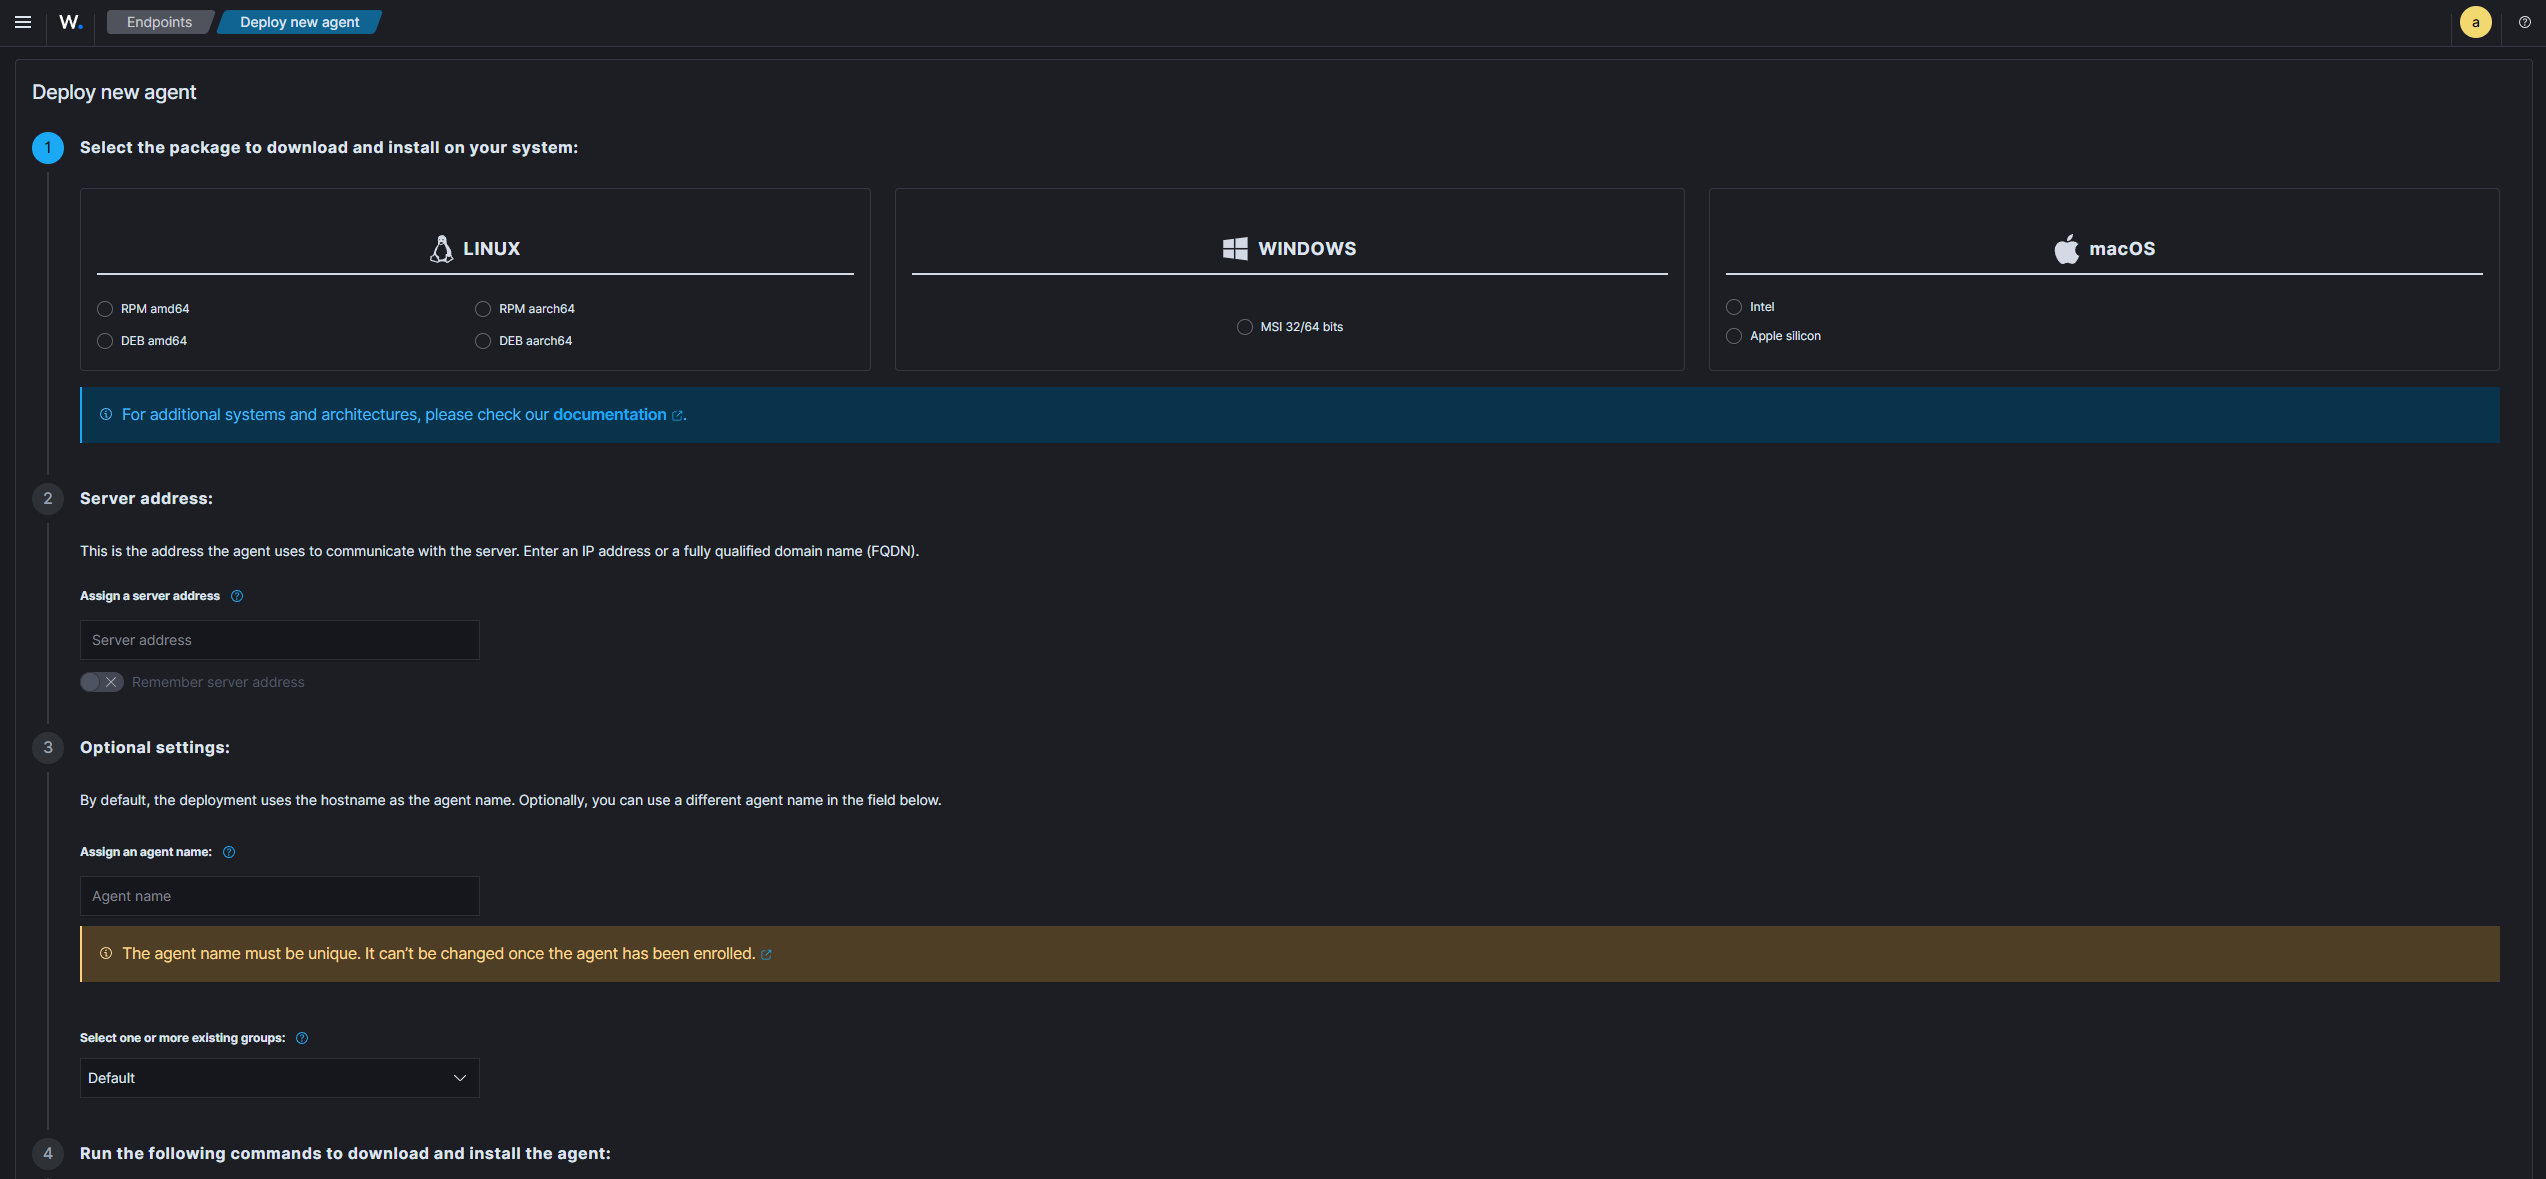 W.
Endpoints
Deploy new agent
a
Deploy new agent
1
Select the package to download and install on your system:
LINUX
RPM amd64
RPM aarch64
DEB amd64
DEB aarch64
WINDOWS
MSI 32/64 bits
macOS
Intel
Apple silicon
For additional systems and architectures, please check our documentation .
2
Server address:
This is the address the agent uses to communicate with the server. Enter an IP address or a fully qualified domain name (FQDN).
Assign a server address
Server address
Remember server address
3
Optional settings:
By default, the deployment uses the hostname as the agent name. Optionally, you can use a different agent name in the field below.
Assign an agent name:
Agent name
The agent name must be unique. It can’t be changed once the agent has been enrolled.
Select one or more existing groups:
Default
4
Run the following commands to download and install the agent: